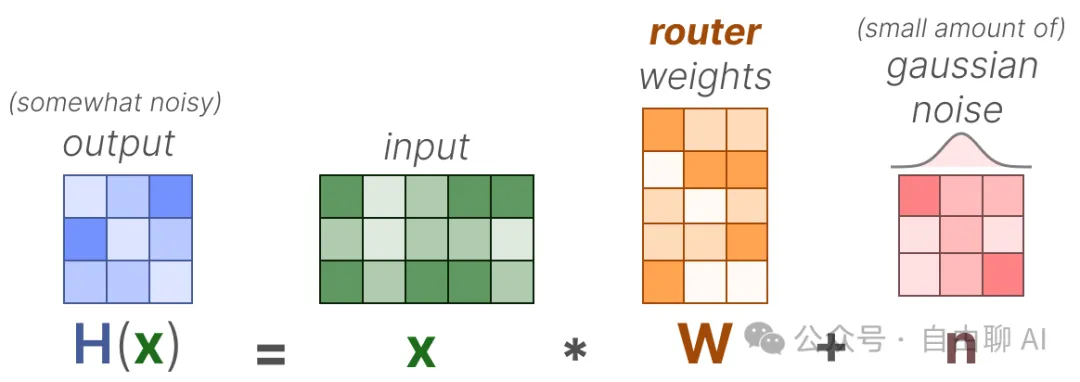 (somewhat noisy)
output
input
router
weights
(small amount of)
gaussian
noise
H(x) = x * W + n
公众号 · 自由聊 AI